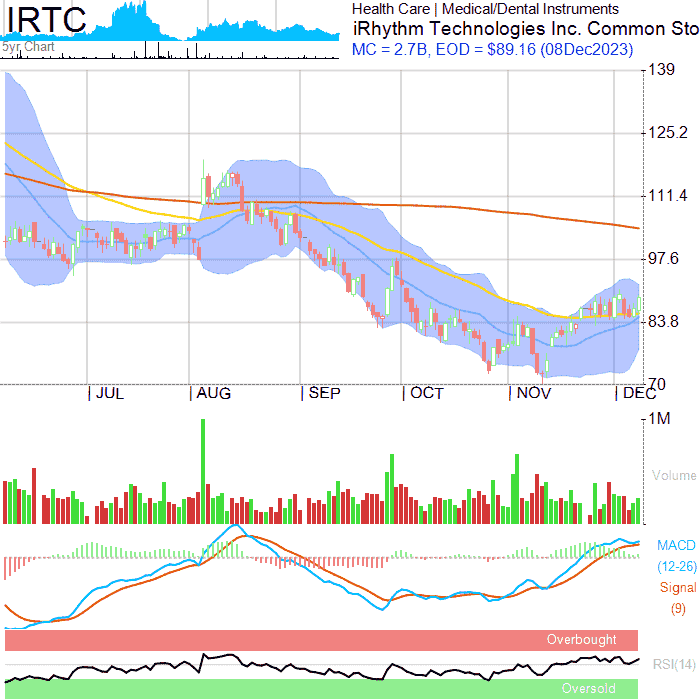 IRTC
5yr Chart
Health Care | Medical/Dental Instruments
iRhythm Technologies Inc. Common Sto
MC = 2.7B, EOD = $89.16 (08Dec2023)
139
125.2
111.4
97.6
83.8
70
JUL AUG SEP OCT NOV DEC
1M
Volume
MACD
(12-26)
Signal
(9)
Overbought
RSI(14)
Oversold